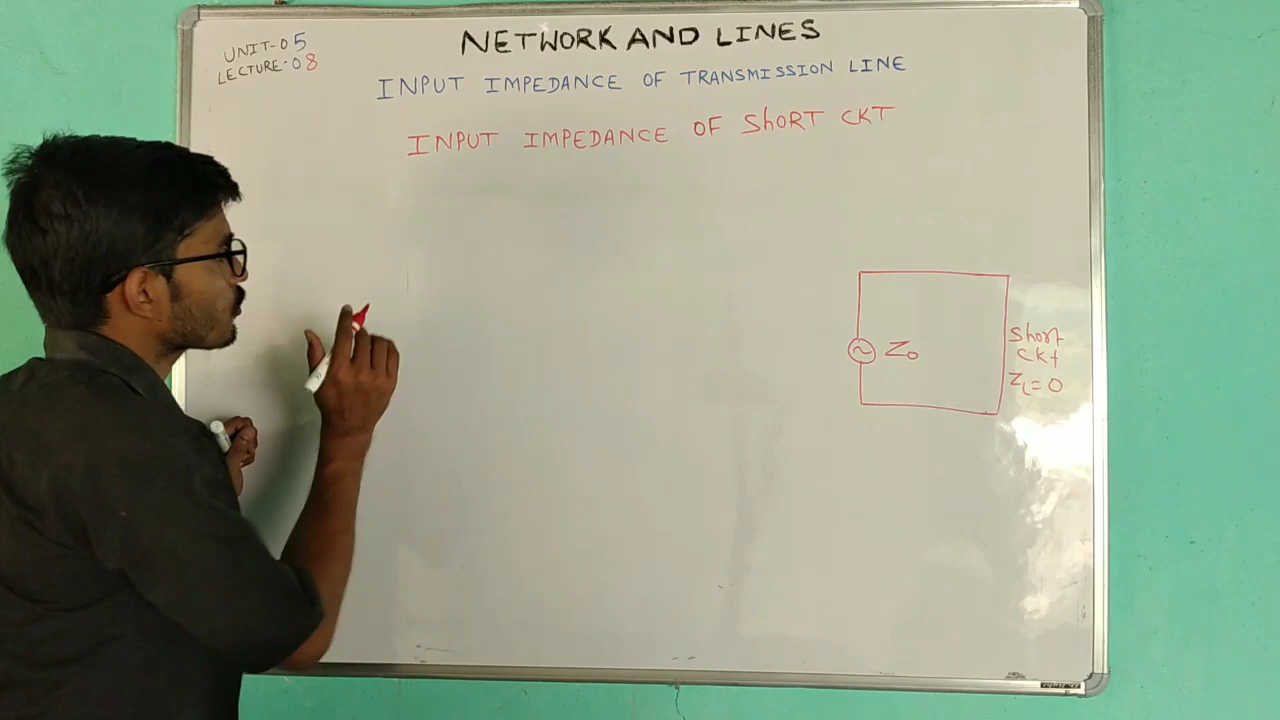 UNIT-05
LECTURE-08
NETWORK AND LINES
INPUT IMPEDANCE OF TRANSMISSION LINE
INPUT IMPEDANCE OF ShORT CKT
Z₀
Short
CKt
Z_L=0